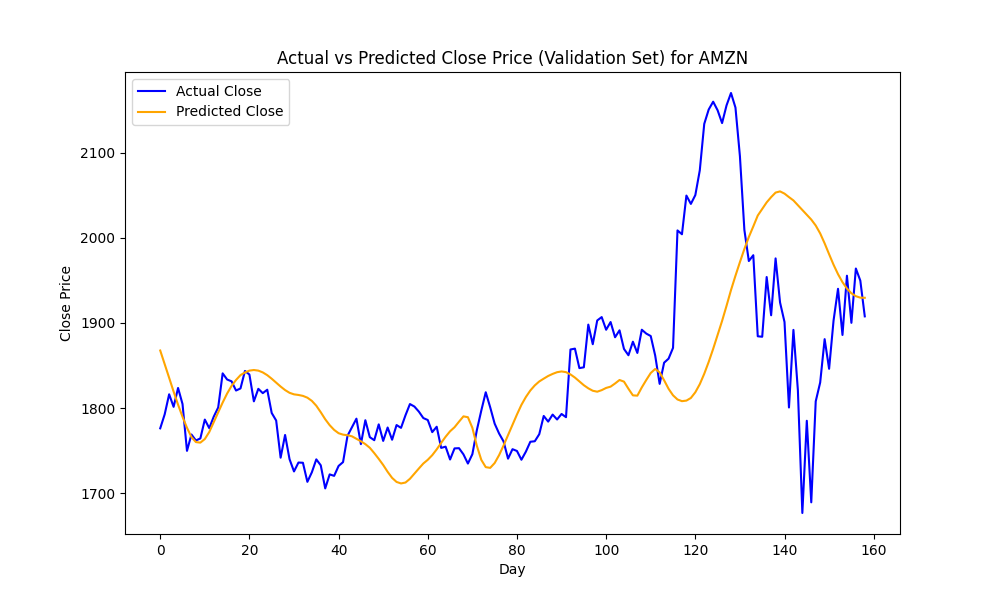 Actual vs Predicted Close Price (Validation Set) for AMZN
Actual Close
Predicted Close
Close Price
2100
2000
1900
1800
1700
0 20 40 60 80 100 120 140 160
Day